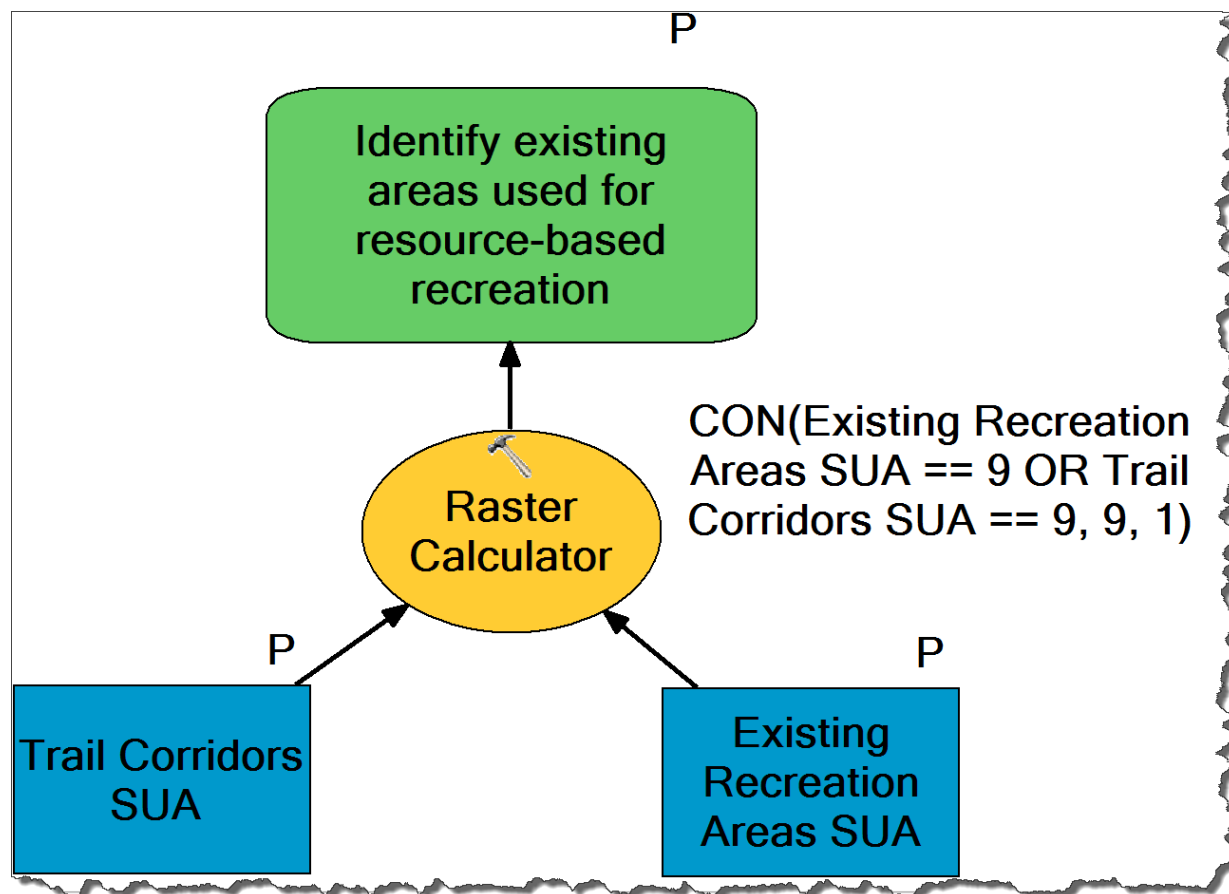 P
Identify existing
areas used for
resource-based
recreation
CON(Existing Recreation
Areas SUA == 9 OR Trail
Corridors SUA == 9, 9, 1)
Raster
Calculator
P
P
Trail Corridors
SUA
Existing
Recreation
Areas SUA